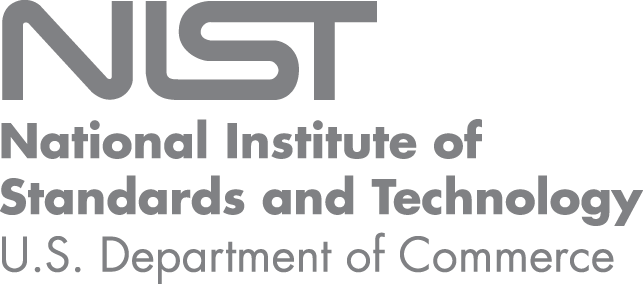 NIST
National Institute of
Standards and Technology
U.S. Department of Commerce